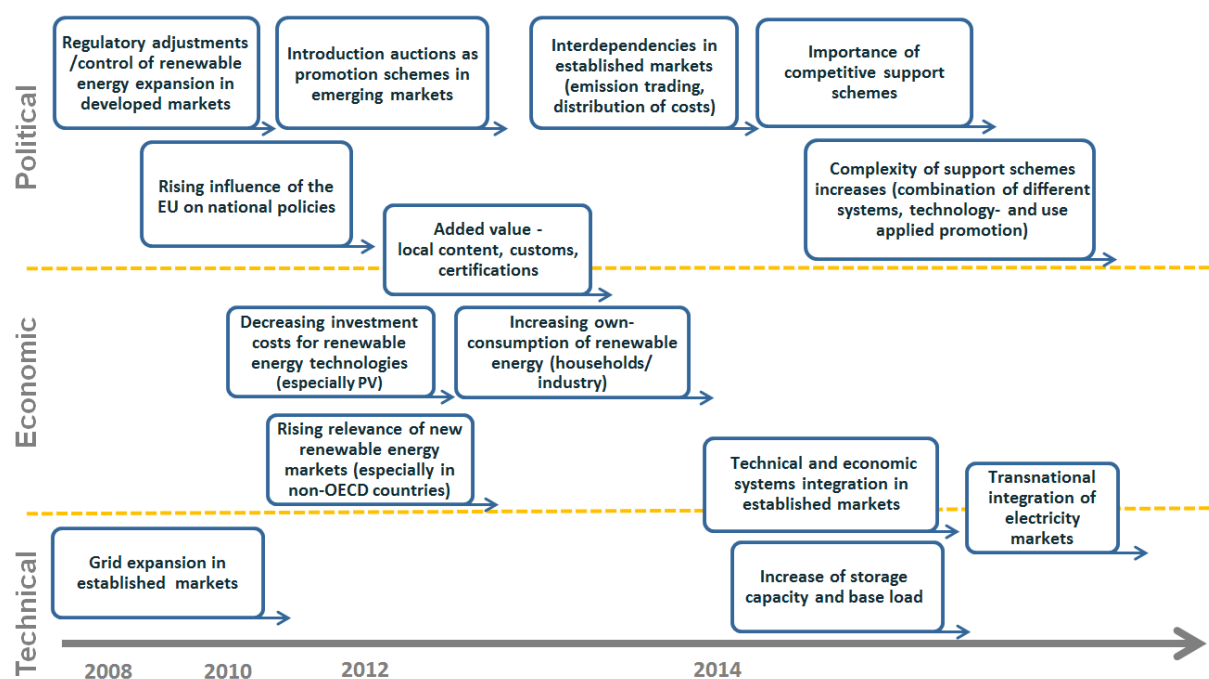 Political
Regulatory adjustments
/control of renewable
energy expansion in
developed markets
Introduction auctions as
promotion schemes in
emerging markets
Interdependencies in
established markets
(emission trading,
distribution of costs)
Importance of
competitive support
schemes
Rising influence of the
EU on national policies
Complexity of support schemes
increases (combination of different
systems, technology- and use
applied promotion)
Added value -
local content, customs,
certifications
Economic
Decreasing investment
costs for renewable
energy technologies
(especially PV)
Increasing own-
consumption of renewable
energy (households/
industry)
Rising relevance of new
renewable energy
markets (especially in
non-OECD countries)
Technical and economic
systems integration in
established markets
Transnational
integration of
electricity
markets
Technical
Grid expansion in
established markets
Increase of storage
capacity and base load
2008
2010
2012
2014